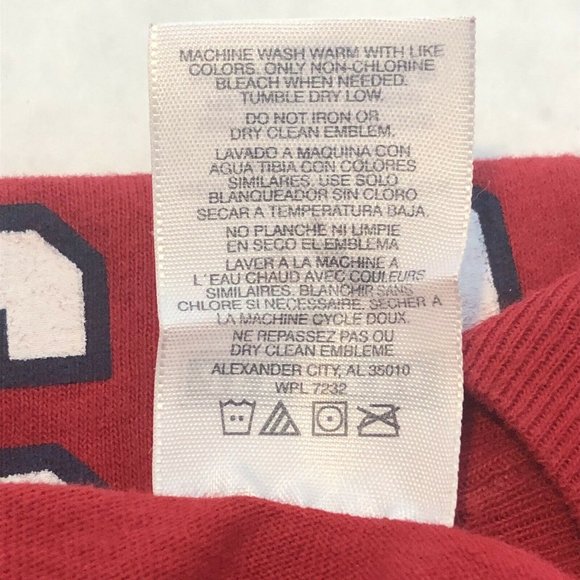 MACHINE WASH WARM WITH LIKE
COLORS. ONLY NON-CHLORINE
BLEACH WHEN NEEDED.
TUMBLE DRY LOW.
DO NOT IRON OR
DRY CLEAN EMBLEM.
LAVADO A MAQUINA CON
AGUA TIBIA CON COLORES
SIMILARES. USE SOLO
BLANQUEADOR SIN CLORO
SECAR A TEMPERATURA BAJA.
NO PLANCHE NI LIMPIE
EN SECO EL EMBLEMA
LAVER A LA MACHINE A
L'EAU CHAUD AVEC COULEURS
SIMILAIRES. BLANCHIR SANS
CHLORE SI NECESSAIRE. SECHER A
LA MACHINE CYCLE DOUX.
NE REPASSEZ PAS OU
DRY CLEAN EMBLEME
ALEXANDER CITY, AL 35010
WPL 7232